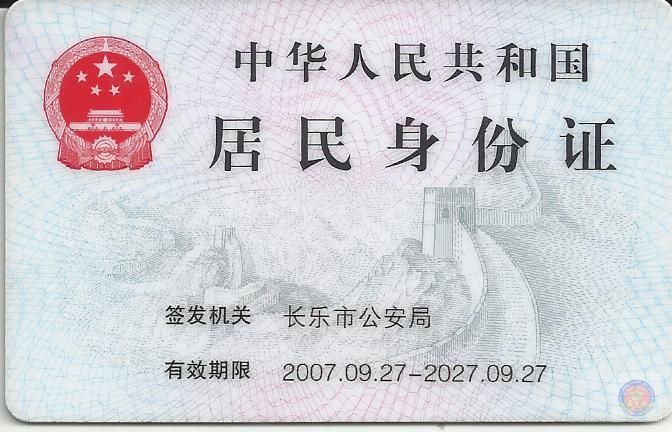 中华人民共和国
居民身份证
签发机关 长乐市公安局
有效期限 2007.09.27-2027.09.27